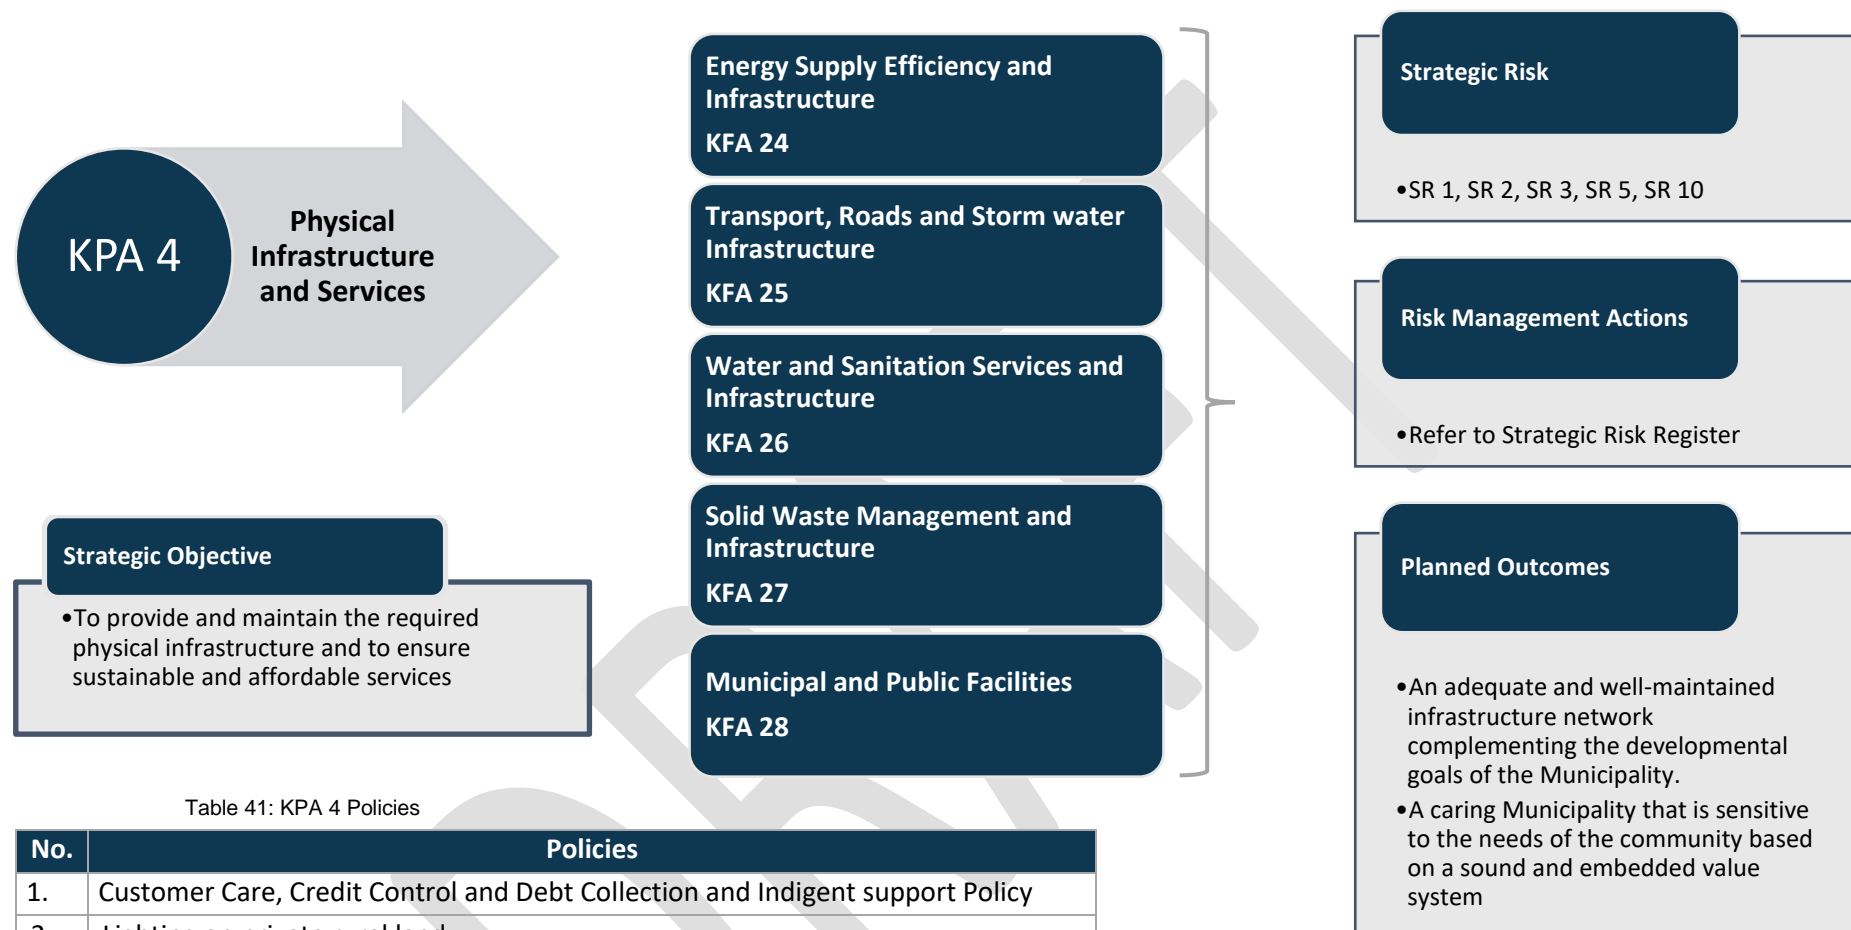 KPA 4
Physical
Infrastructure
and Services
Strategic Objective
•To provide and maintain the required
physical infrastructure and to ensure
sustainable and affordable services
Energy Supply Efficiency and
Infrastructure
KFA 24
Transport, Roads and Storm water
Infrastructure
KFA 25
Water and Sanitation Services and
Infrastructure
KFA 26
Solid Waste Management and
Infrastructure
KFA 27
Municipal and Public Facilities
KFA 28
Strategic Risk
•SR 1, SR 2, SR 3, SR 5, SR 10
Risk Management Actions
•Refer to Strategic Risk Register
Planned Outcomes
•An adequate and well-maintained
infrastructure network
complementing the developmental
goals of the Municipality.
•A caring Municipality that is sensitive
to the needs of the community based
on a sound and embedded value
system
Table 41: KPA 4 Policies
No. Policies
1. Customer Care, Credit Control and Debt Collection and Indigent support Policy